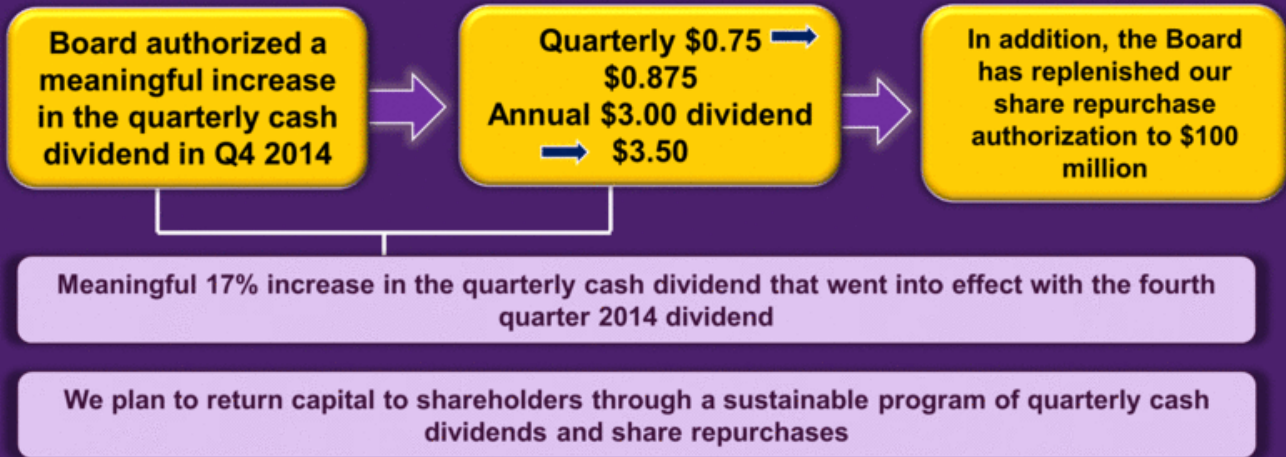 Board authorized a
meaningful increase
in the quarterly cash
dividend in Q4 2014
Quarterly $0.75
$0.875
Annual $3.00 dividend
$3.50
In addition, the Board
has replenished our
share repurchase
authorization to $100
million
Meaningful 17% increase in the quarterly cash dividend that went into effect with the fourth
quarter 2014 dividend
We plan to return capital to shareholders through a sustainable program of quarterly cash
dividends and share repurchases